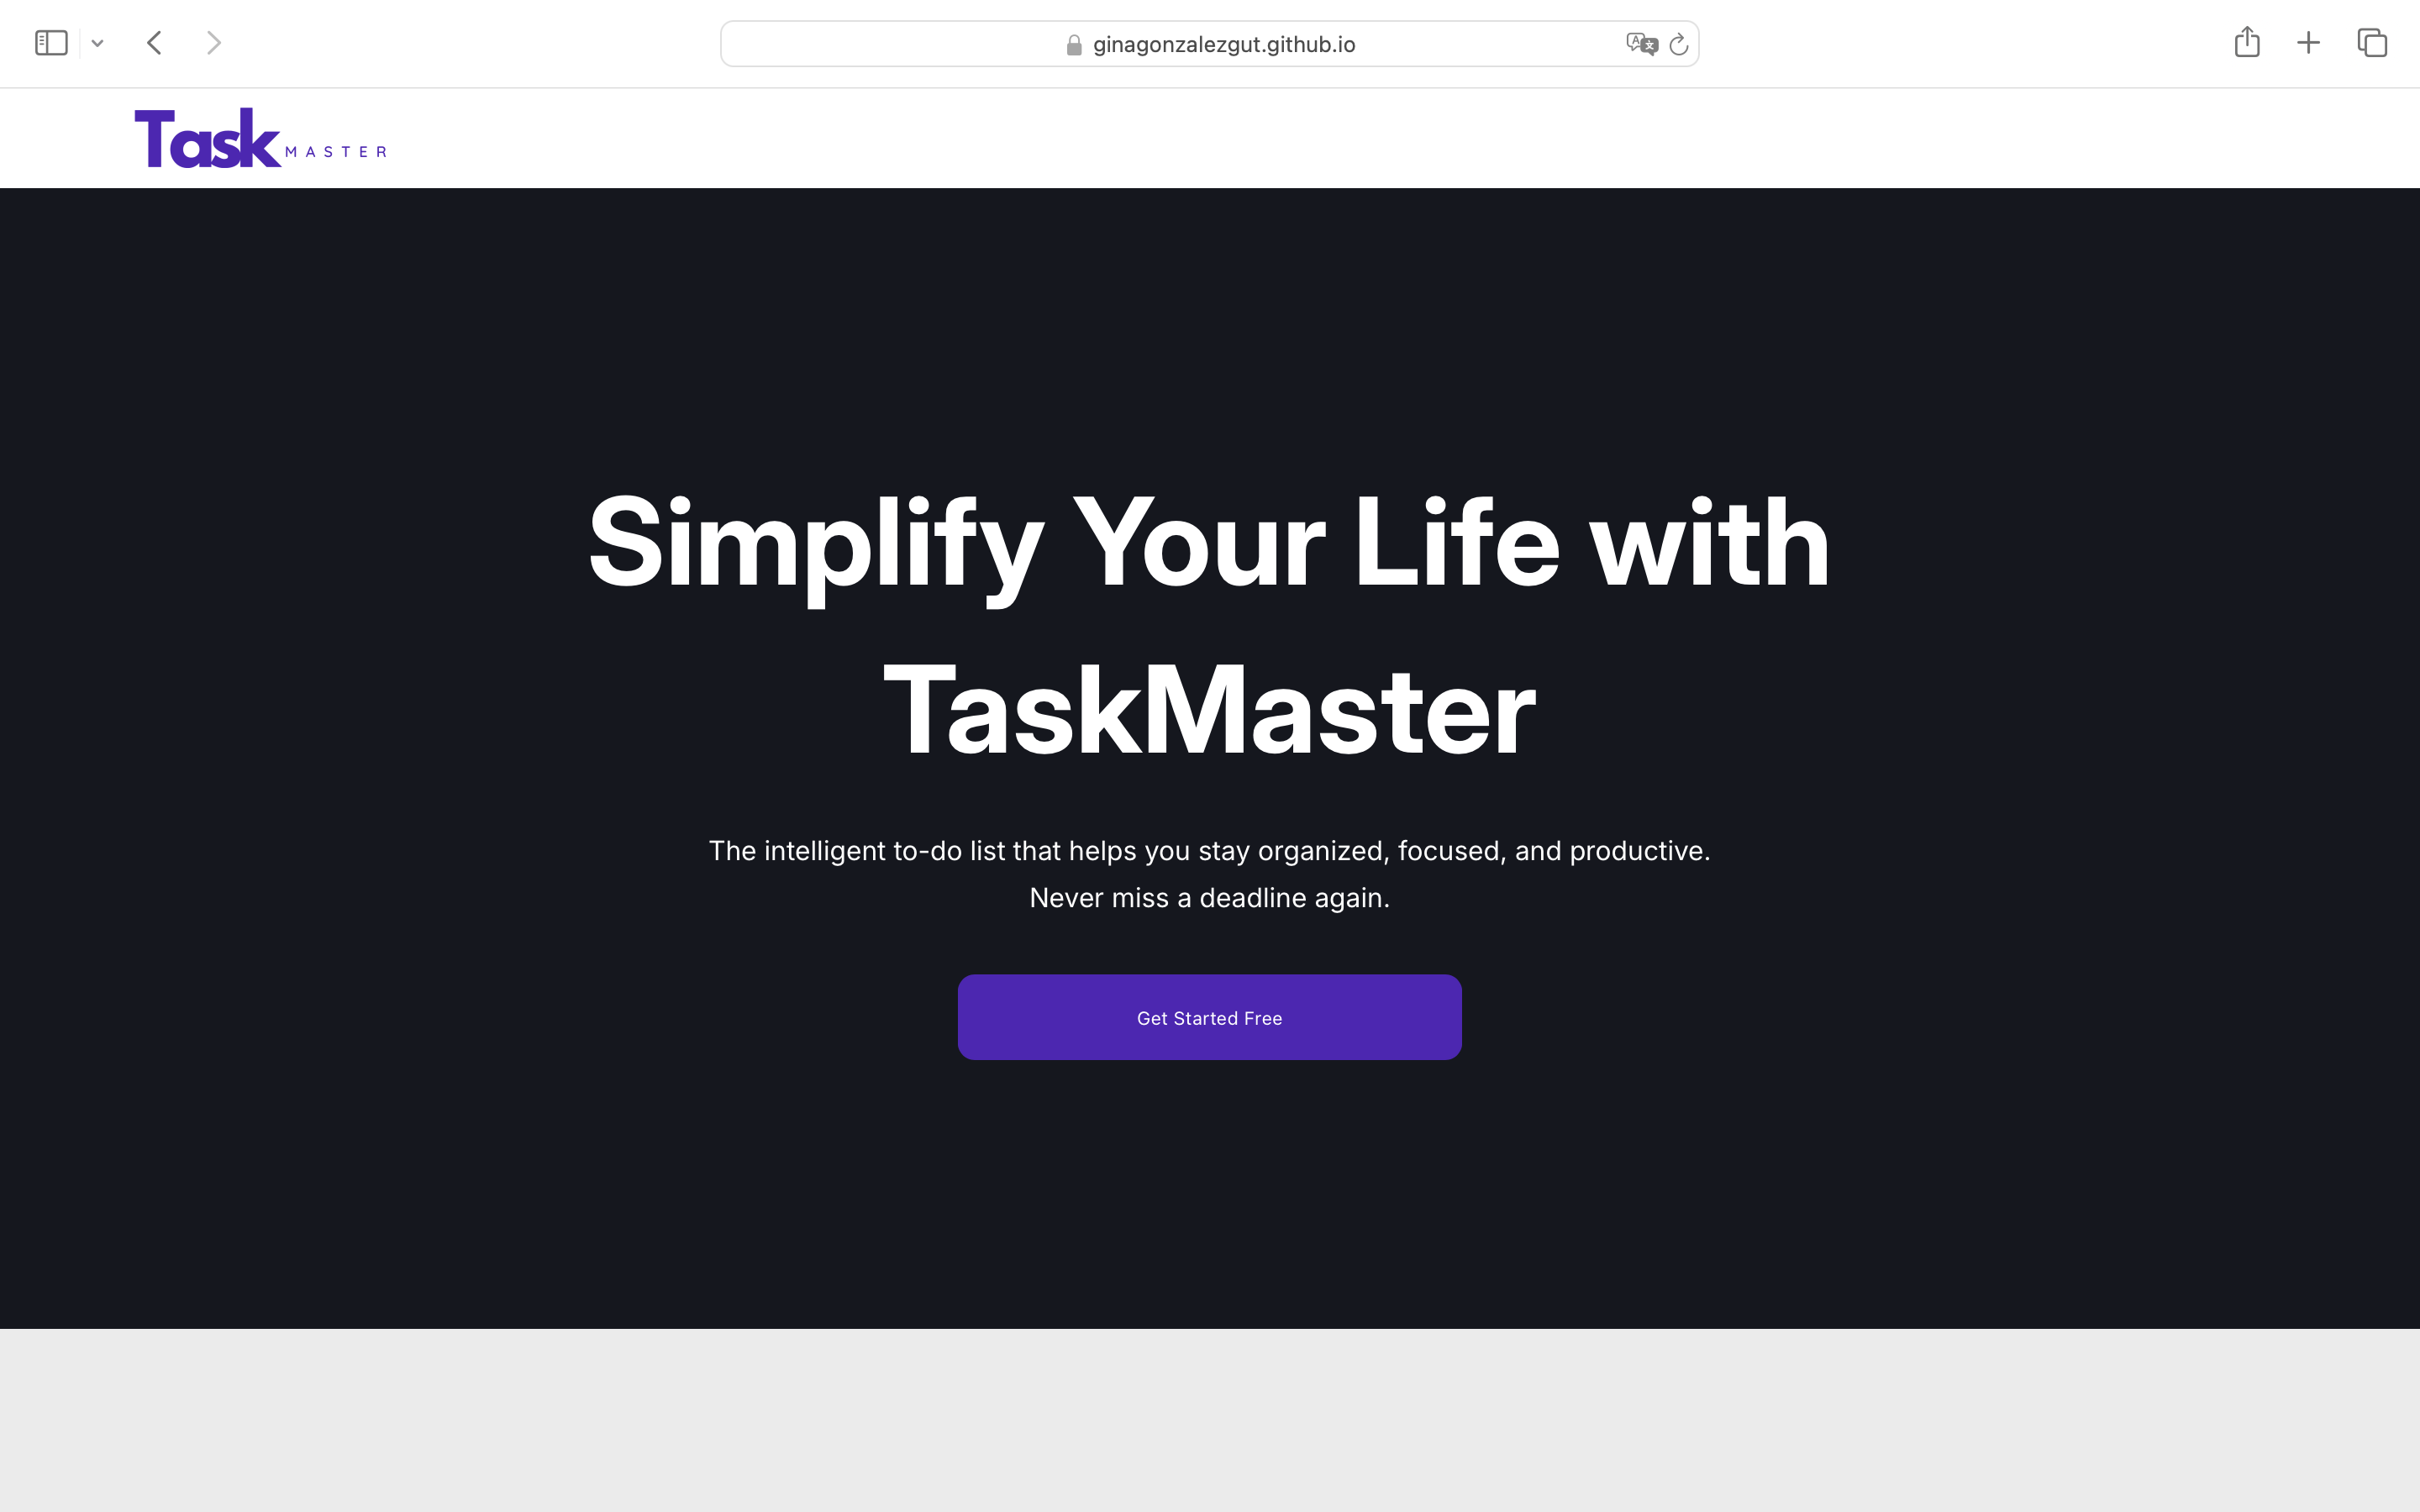 ginagonzalezgut.github.io
Task MASTER
Simplify Your Life with
TaskMaster
The intelligent to-do list that helps you stay organized, focused, and productive.
Never miss a deadline again.
Get Started Free